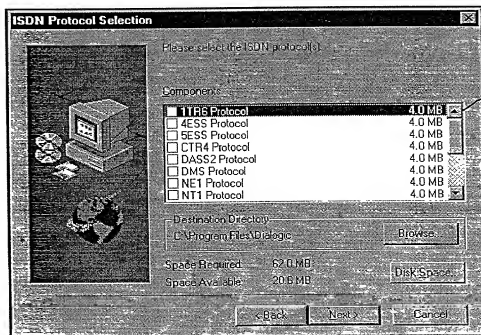 ISDN Protocol Selection
Please select the ISDN protocol(s).
Components
1TR6 Protocol 4.0 MB
4ESS Protocol 4.0 MB
5ESS Protocol 4.0 MB
CTR4 Protocol 4.0 MB
DASS2 Protocol 4.0 MB
DMS Protocol 4.0 MB
NE1 Protocol 4.0 MB
NT1 Protocol 4.0 MB
Destination Directory
C:\Program Files\Dialogic
Browse...
Space Required: 62.0 MB
Space Available: 20.6 MB
Disk Space...
< Back
Next >
Cancel